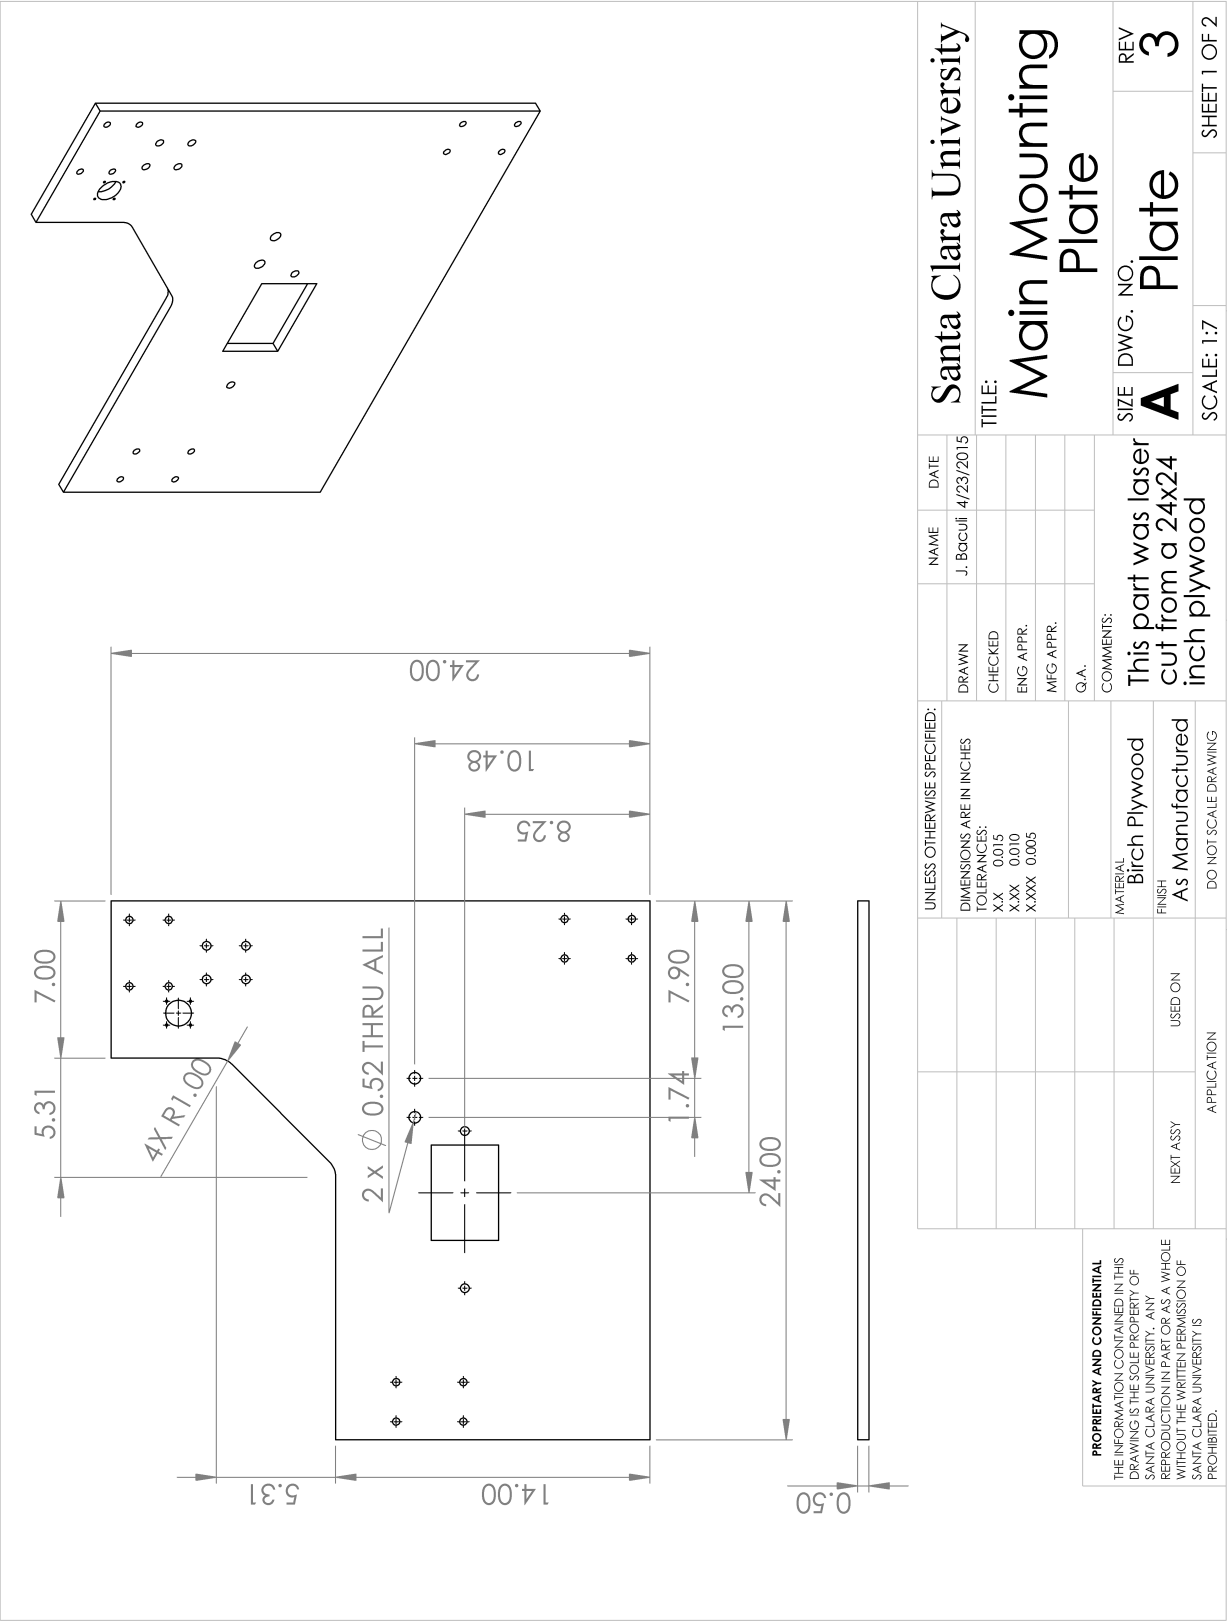 24.00
10.48
8.25
7.00
5.31
4X R1.00
2 x ⌀ 0.52 THRU ALL
7.90
1.74
13.00
24.00
5.31
14.00
0.50
PROPRIETARY AND CONFIDENTIAL
THE INFORMATION CONTAINED IN THIS
DRAWING IS THE SOLE PROPERTY OF
SANTA CLARA UNIVERSITY. ANY
REPRODUCTION IN PART OR AS A WHOLE
WITHOUT THE WRITTEN PERMISSION OF
SANTA CLARA UNIVERSITY IS
PROHIBITED.
NEXT ASSY
USED ON
APPLICATION
UNLESS OTHERWISE SPECIFIED:
DIMENSIONS ARE IN INCHES
TOLERANCES:
X.X 0.015
X.XX 0.010
X.XXX 0.005
MATERIAL
Birch Plywood
FINISH
As Manufactured
DO NOT SCALE DRAWING
NAME DATE
DRAWN J. Baculi 4/23/2015
CHECKED
ENG APPR.
MFG APPR.
Q.A.
COMMENTS:
This part was laser
cut from a 24x24
inch plywood
Santa Clara University
TITLE:
Main Mounting
Plate
SIZE DWG. NO. REV
A Plate 3
SCALE: 1:7 SHEET 1 OF 2